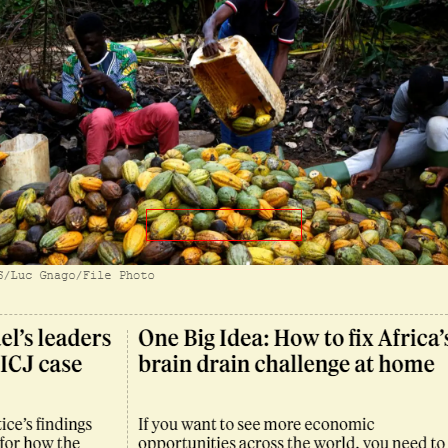 S/Luc Gnago/File Photo
el’s leaders
ICJ case
One Big Idea: How to fix Africa’s
brain drain challenge at home
ice’s findings
for how the
If you want to see more economic
opportunities across the world, you need to